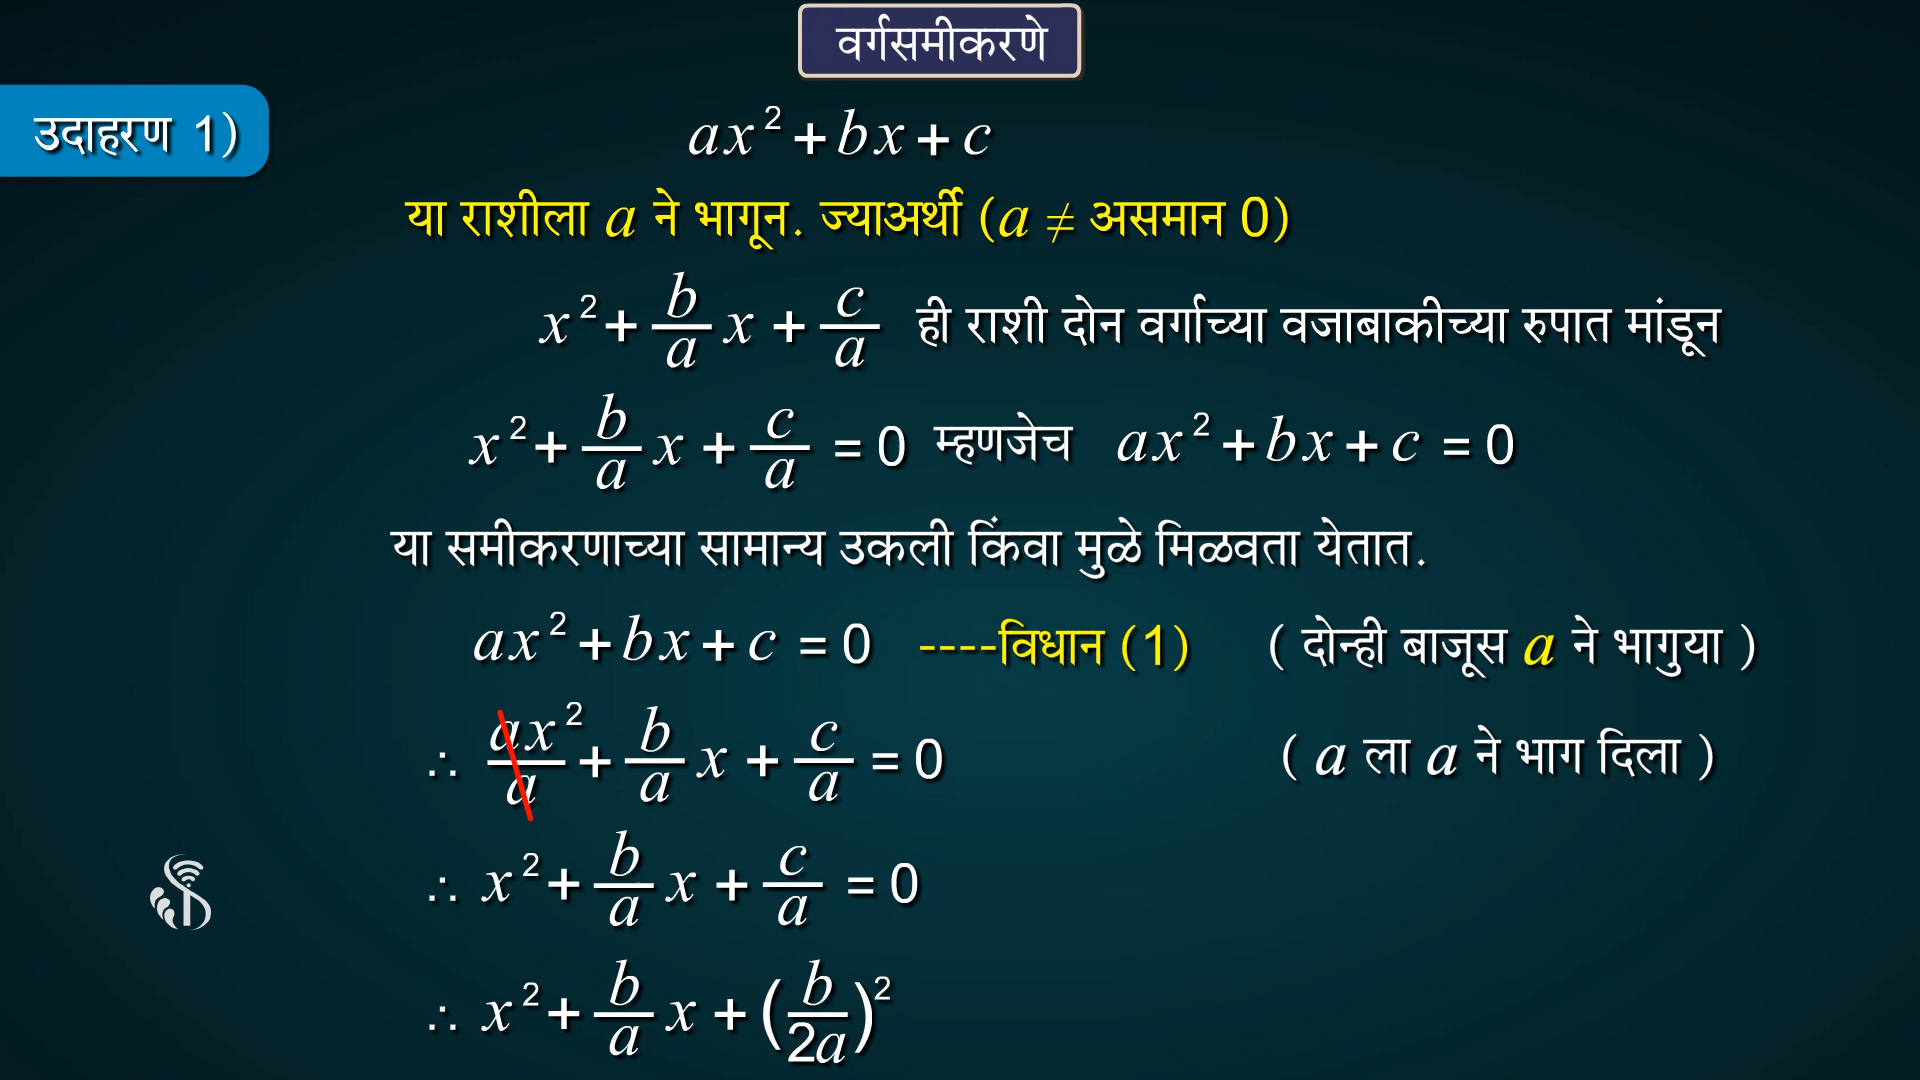 वर्गसमीकरणे
उदाहरण 1)
ax² + bx + c
या राशीला a ने भागून. ज्याअर्थी (a ≠ असमान 0)
x² + b/a x + c/a ही राशी दोन वर्गाच्या वजाबाकीच्या रुपात मांडून
x² + b/a x + c/a = 0 म्हणजेच ax² + bx + c = 0
या समीकरणाच्या सामान्य उकली किंवा मुळे मिळवता येतात.
ax² + bx + c = 0 ----विधान (1) ( दोन्ही बाजूस a ने भागुया )
∴ ax²/a + b/a x + c/a = 0 ( a ला a ने भाग दिला )
∴ x² + b/a x + c/a = 0
∴ x² + b/a x + (b/2a)²